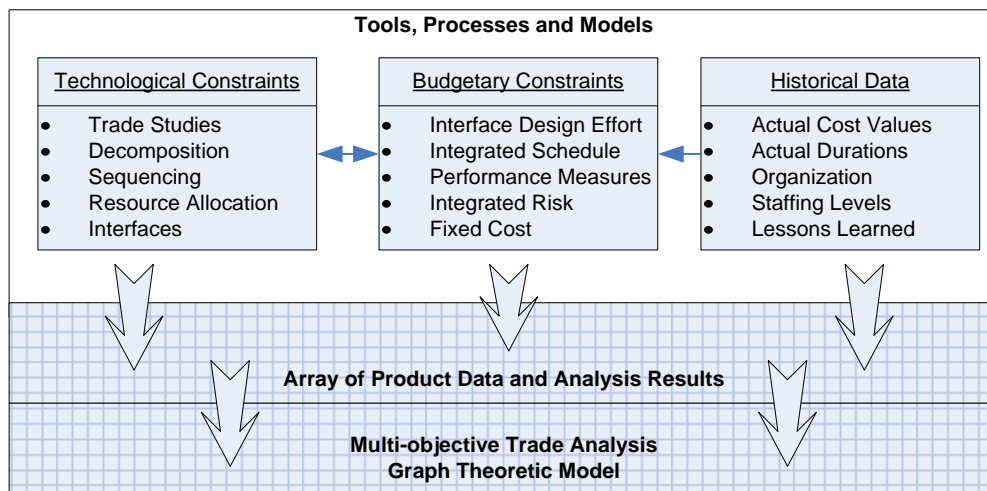 Tools, Processes and Models
Technological Constraints
• Trade Studies
• Decomposition
• Sequencing
• Resource Allocation
• Interfaces
Budgetary Constraints
• Interface Design Effort
• Integrated Schedule
• Performance Measures
• Integrated Risk
• Fixed Cost
Historical Data
• Actual Cost Values
• Actual Durations
• Organization
• Staffing Levels
• Lessons Learned
Array of Product Data and Analysis Results
Multi-objective Trade Analysis
Graph Theoretic Model